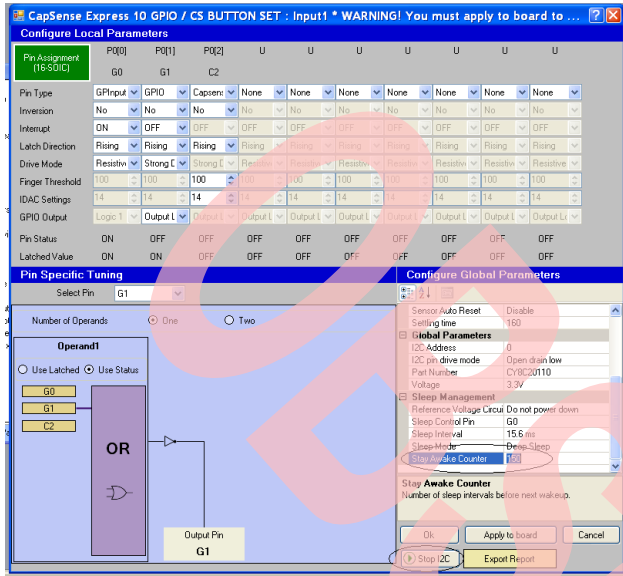 CapSense Express 10 GPIO / CS BUTTON SET : Input1 * WARNING! You must apply to board to ...
Configure Local Parameters
Pin Assignment (16-SOIC) P0[0] P0[1] P0[2] U U U U U U U
G0 G1 C2
Pin Type GPInput GPIO Capsens None None None None None None None
Inversion No No No No No No No No No No
Interrupt ON OFF OFF OFF OFF OFF OFF OFF OFF OFF
Latch Direction Rising Rising Rising Rising Rising Rising Rising Rising Rising Rising
Drive Mode Resistiv Strong D Strong D Resistiv Resistiv Resistiv Resistiv Resistiv Resistiv Resistive
Finger Threshold 100 100 100 100 100 100 100 100 100 100
IDAC Settings 14 14 14 14 14 14 14 14 14 14
GPIO Output Logic 1 Output L Output L Output L Output L Output L Output L Output L Output L Output Lo
Pin Status ON OFF OFF OFF OFF OFF OFF OFF OFF OFF
Latched Value ON ON OFF OFF OFF OFF OFF OFF OFF OFF
Pin Specific Tuning
Select Pin G1
Number of Operands One Two
Operand1
Use Latched Use Status
G0
G1
C2
OR
Output Pin
G1
Configure Global Parameters
Sensor Auto Reset Disable
Settling time 160
Global Parameters
I2C Address 0
I2C pin drive mode Open drain low
Part Number CY8C20110
Voltage 3.3V
Sleep Management
Reference Voltage Circui Do not power down
Sleep Control Pin G0
Sleep Interval 15.6 ms
Sleep Mode Deep Sleep
Stay Awake Counter 150
Stay Awake Counter
Number of sleep intervals before next wakeup.
Ok Apply to board Cancel
Stop I2C Export Report